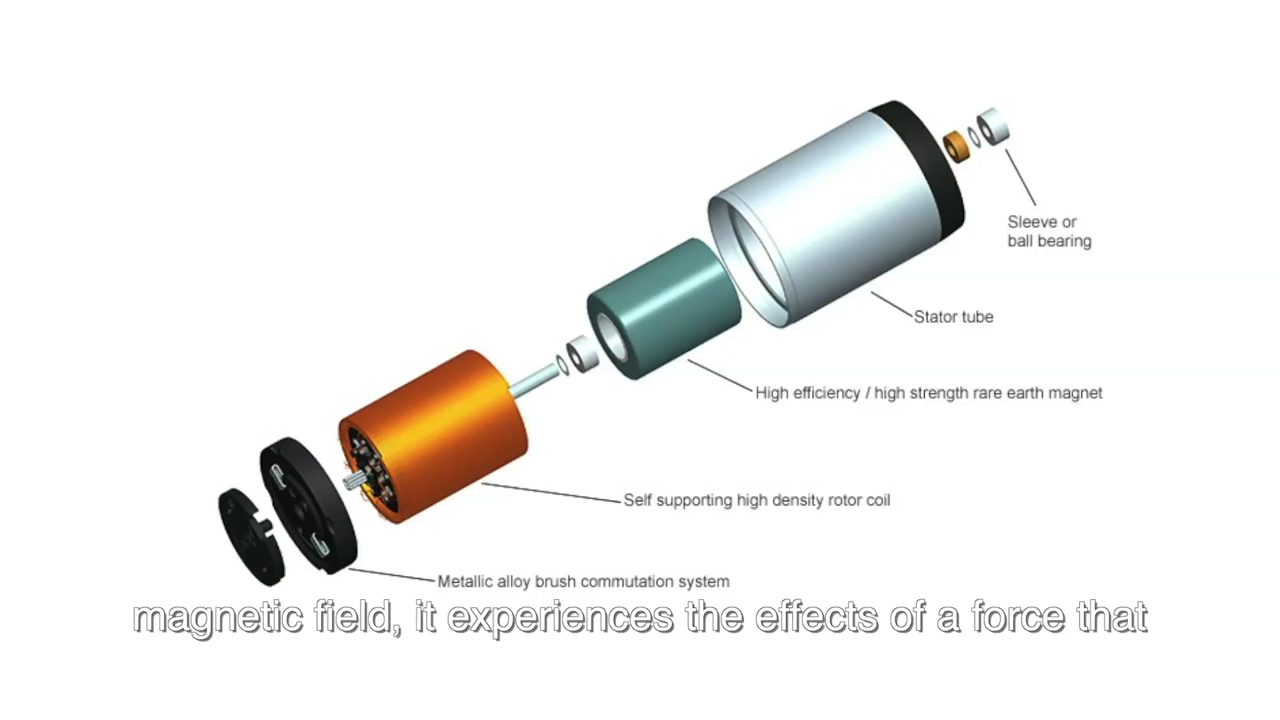 Sleeve or
ball bearing
Stator tube
High efficiency / high strength rare earth magnet
Self supporting high density rotor coil
Metallic alloy brush commutation system
magnetic field, it experiences the effects of a force that